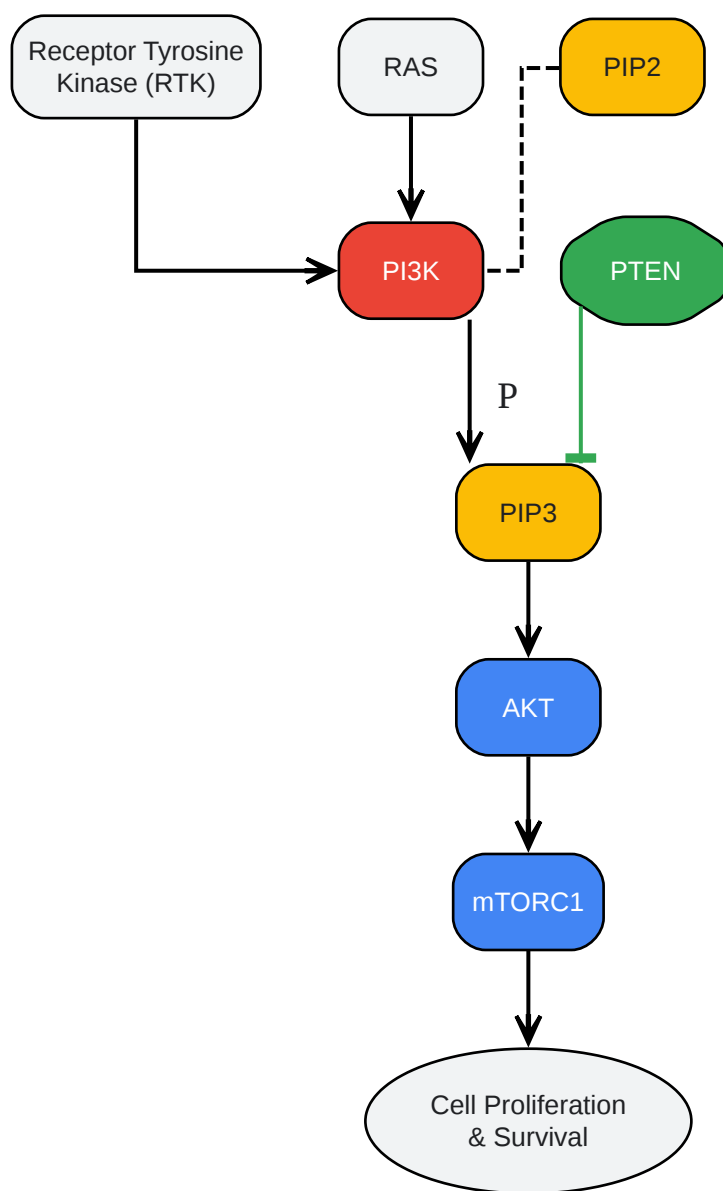 Receptor Tyrosine
Kinase (RTK)
RAS
PIP2
PI3K
PTEN
P
PIP3
AKT
mTORC1
Cell Proliferation
& Survival